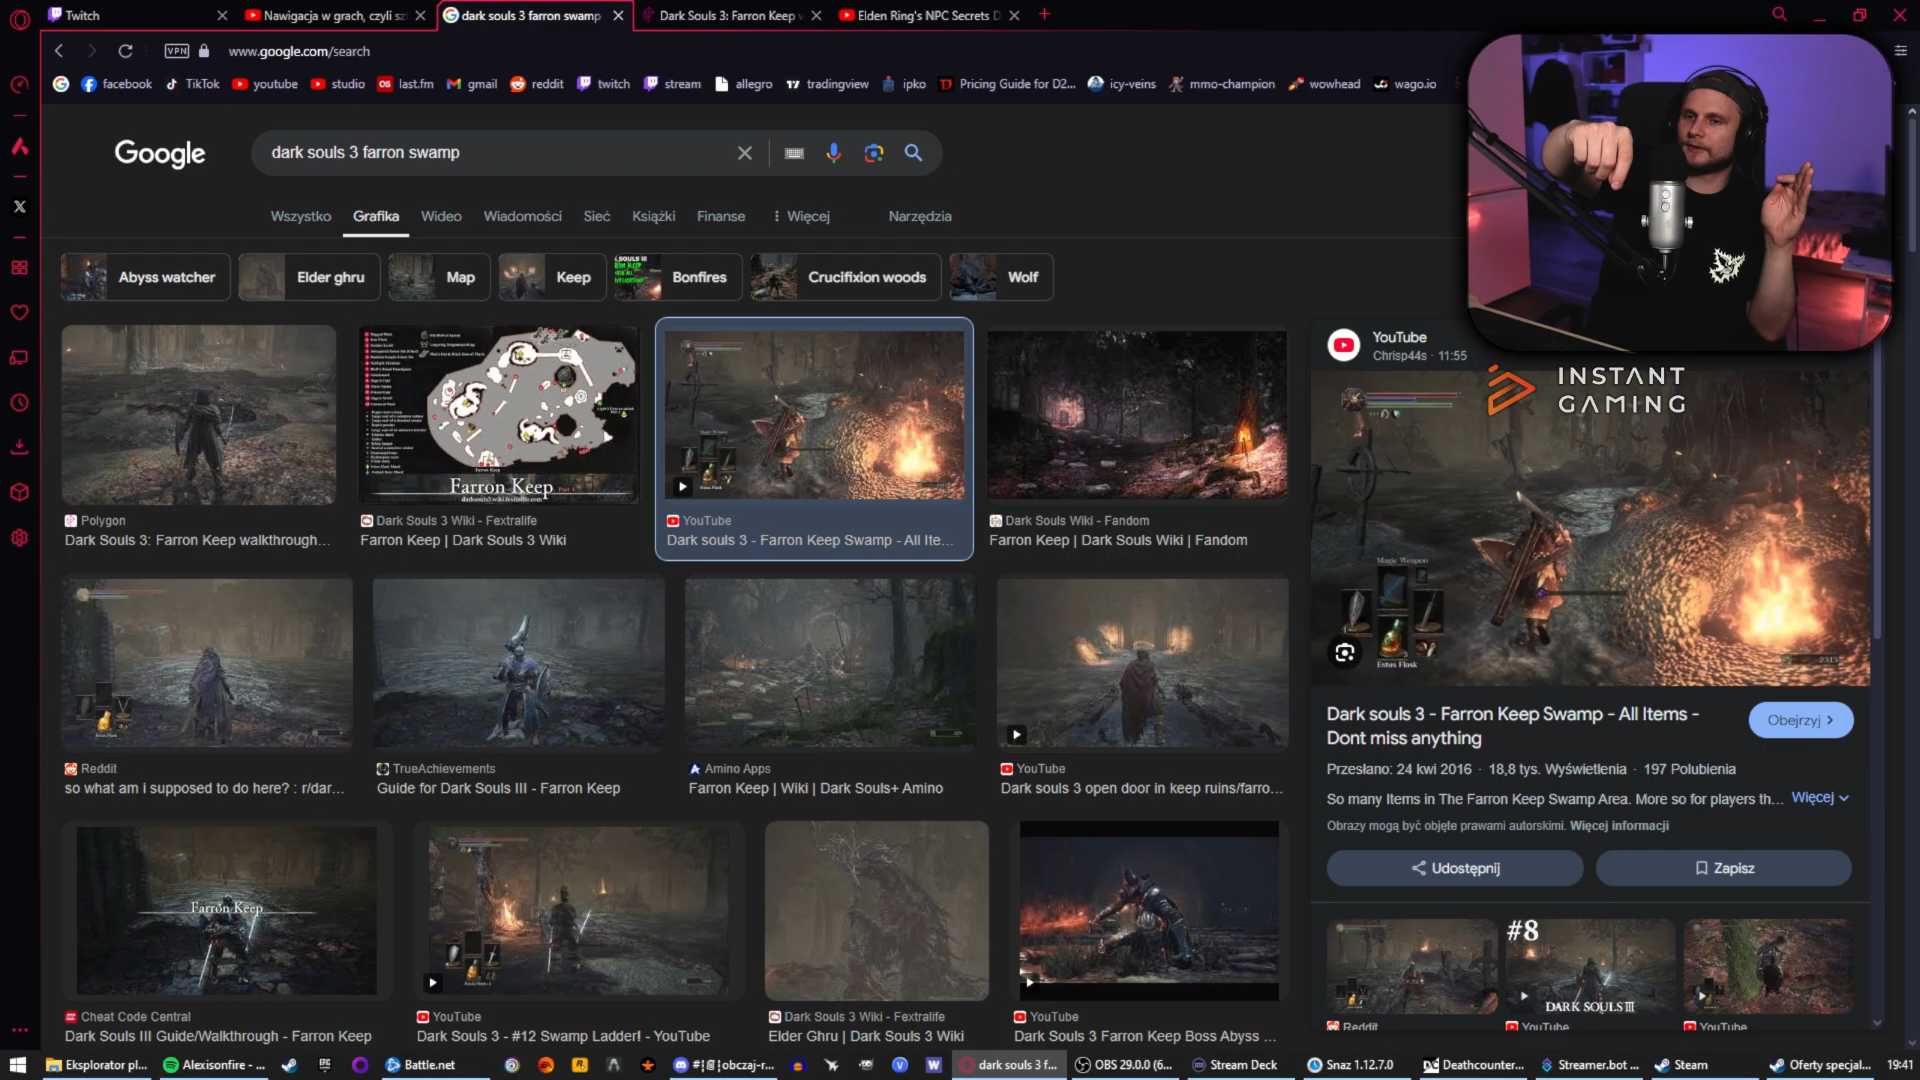 Twitch
Nawigacja w grach, czyli sz
dark souls 3 farron swamp
Dark Souls 3: Farron Keep w
Elden Ring's NPC Secrets D
VPN
www.google.com/search
facebook
TikTok
youtube
studio
last.fm
gmail
reddit
twitch
stream
allegro
tradingview
ipko
Pricing Guide for D2...
icy-veins
mmo-champion
wowhead
wago.io
Google
dark souls 3 farron swamp
Wszystko
Grafika
Wideo
Wiadomości
Sieć
Książki
Finanse
Więcej
Narzędzia
Abyss watcher
Elder ghru
Map
Keep
Bonfires
Crucifixion woods
Wolf
Farron Keep
Polygon
Dark Souls 3: Farron Keep walkthrough...
Dark Souls 3 Wiki - Fextralife
Farron Keep | Dark Souls 3 Wiki
YouTube
Dark souls 3 - Farron Keep Swamp - All Ite...
Dark Souls Wiki - Fandom
Farron Keep | Dark Souls Wiki | Fandom
Reddit
so what am i supposed to do here? : r/dar...
TrueAchievements
Guide for Dark Souls III - Farron Keep
Amino Apps
Farron Keep | Wiki | Dark Souls+ Amino
YouTube
Dark souls 3 open door in keep ruins/farro...
Farron Keep
Cheat Code Central
Dark Souls III Guide/Walkthrough - Farron Keep
YouTube
Dark Souls 3 - #12 Swamp Ladder! - YouTube
Dark Souls 3 Wiki - Fextralife
Elder Ghru | Dark Souls 3 Wiki
YouTube
Dark Souls 3 Farron Keep Boss Abyss ...
YouTube
Chrisp44s · 11:55
INSTANT
GAMING
Magic Weapon
Estus Flask
Dark souls 3 - Farron Keep Swamp - All Items -
Dont miss anything
Obejrzyj
Przesłano: 24 kwi 2016 · 18,8 tys. Wyświetlenia · 197 Polubienia
So many Items in The Farron Keep Swamp Area. More so for players th... Więcej
Obrazy mogą być objęte prawami autorskimi. Więcej informacji
Udostępnij
Zapisz
#8
DARK SOULS III
Reddit
YouTube
YouTube
Eksplorator pl...
Alexisonfire - ...
Battle.net
#¦@¦obczaj-r...
dark souls 3 f...
OBS 29.0.0 (6...
Stream Deck
Snaz 1.12.7.0
Deathcounter...
Streamer.bot ...
Steam
Oferty specjal...
19:41